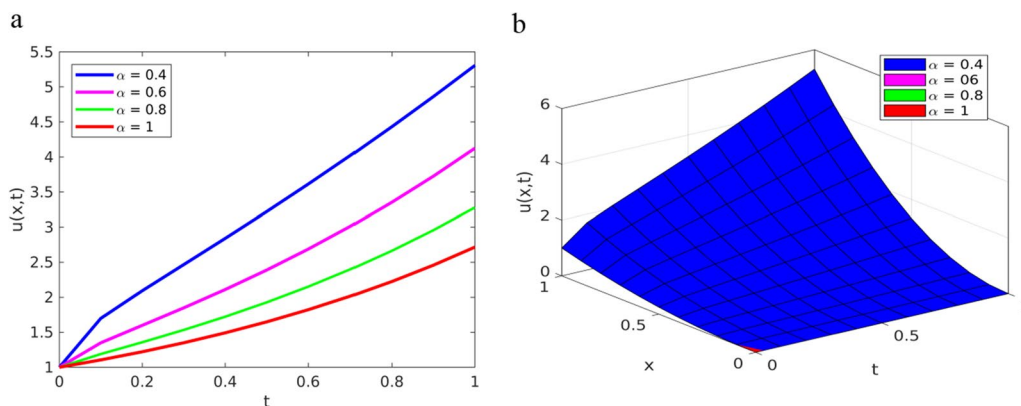 a
5.5
5
4.5
4
3.5
3
2.5
2
1.5
1
u(x,t)
α = 0.4
α = 0.6
α = 0.8
α = 1
0 0.2 0.4 0.6 0.8 1
t
b
α = 0.4
α = 06
α = 0.8
α = 1
6
4
2
0
u(x,t)
1
0.5
0
x
0
0.5
1
t